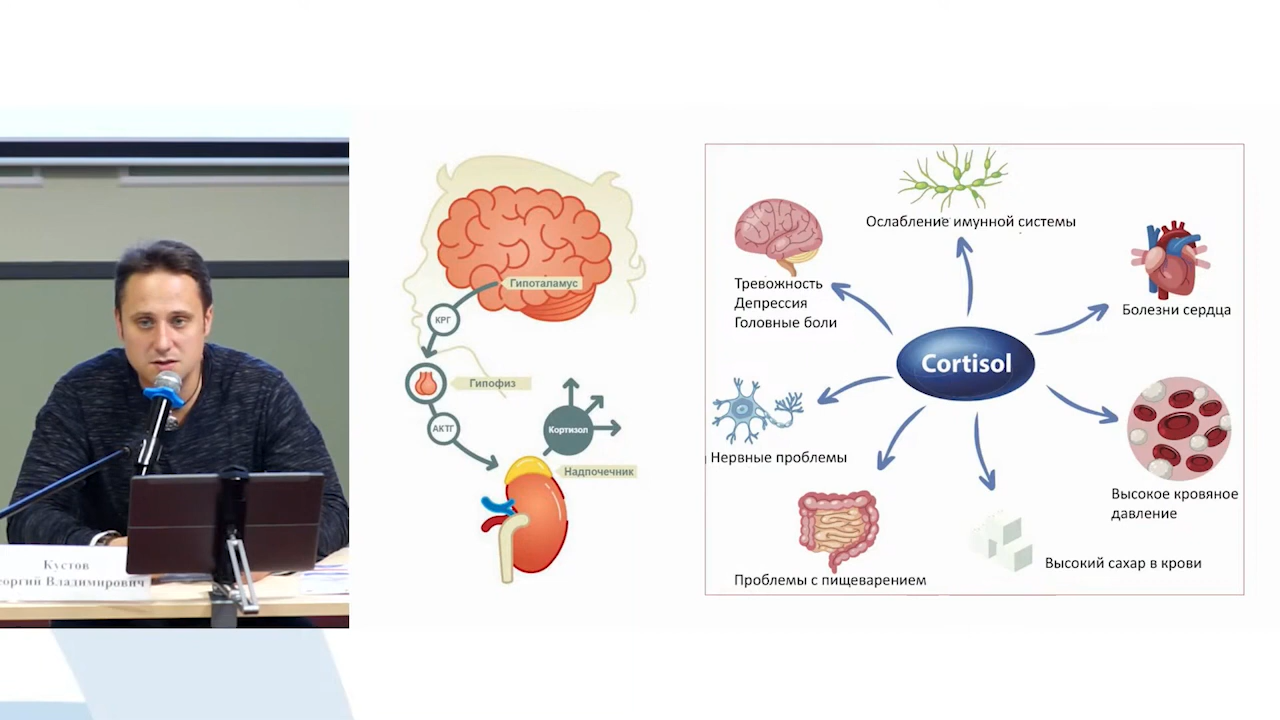 Кустов
еоргий Владимирович
Гипоталамус
КРГ
Гипофиз
АКТГ
Кортизол
Надпочечник
Ослабление имунной системы
Тревожность
Депрессия
Головные боли
Болезни сердца
Cortisol
Нервные проблемы
Высокое кровяное
давление
Проблемы с пищеварением
Высокий сахар в крови